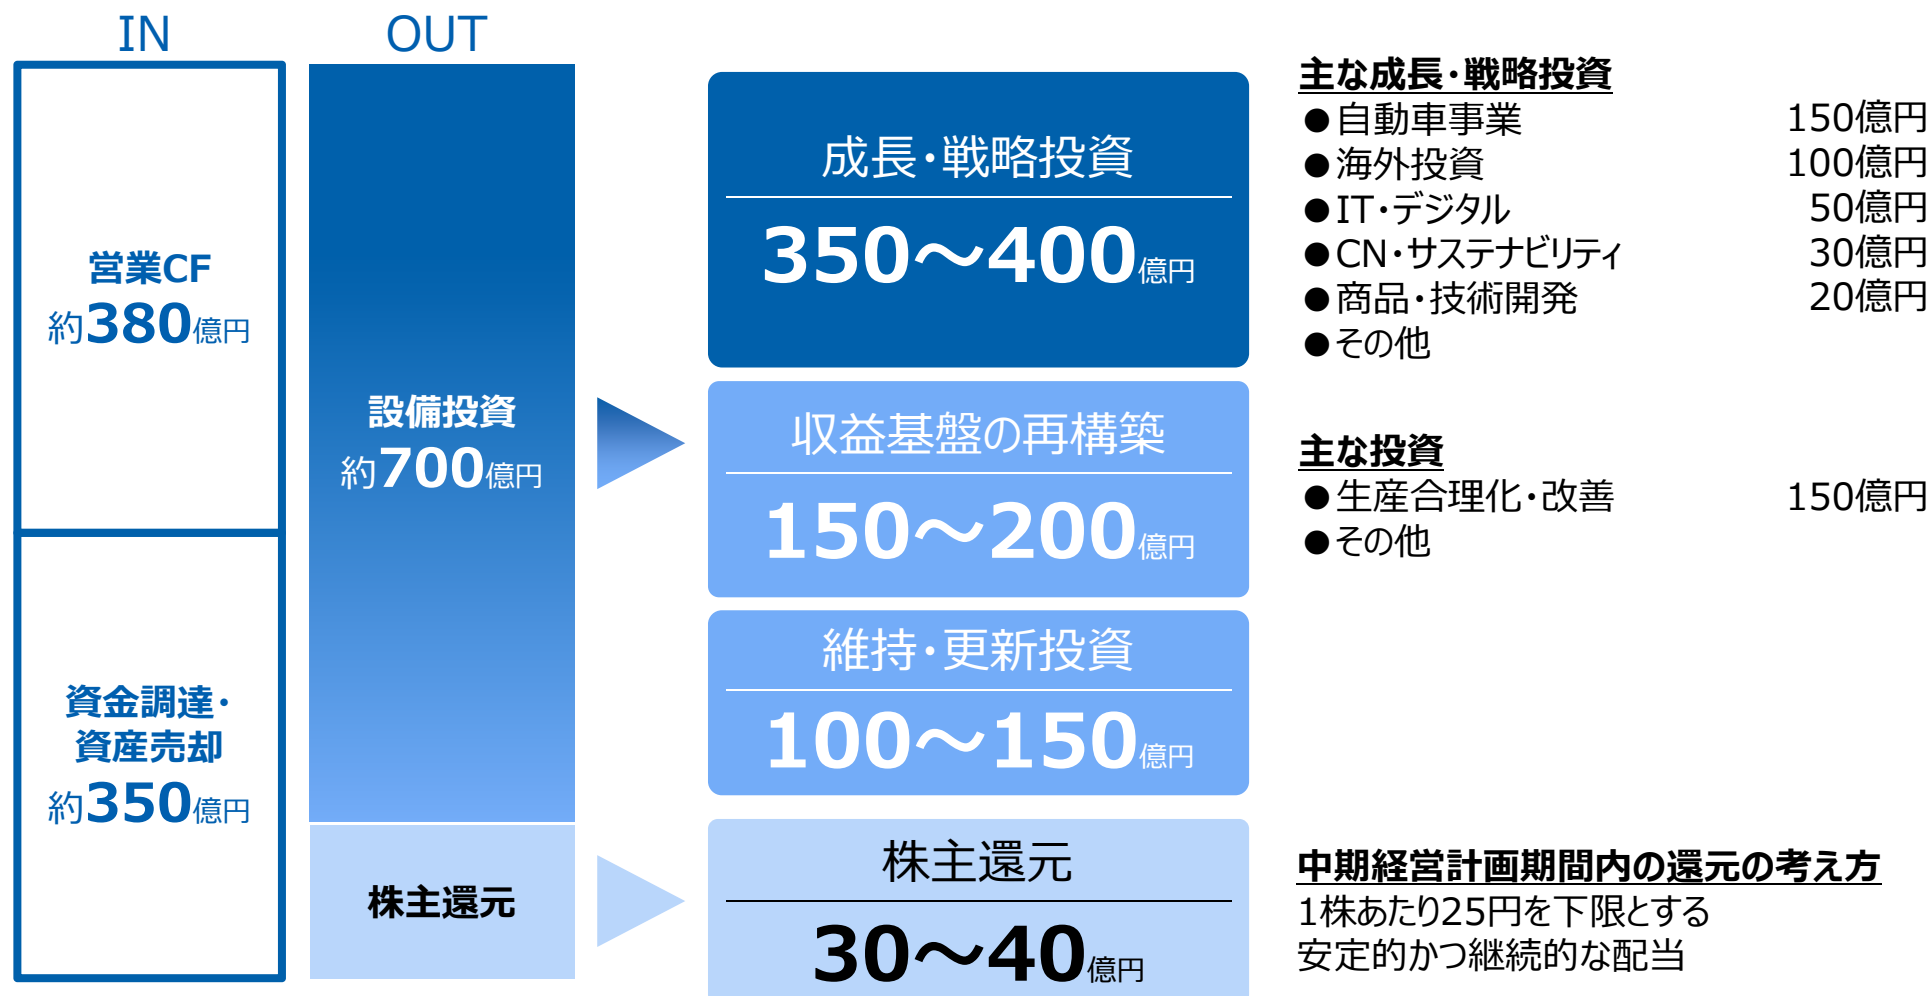 IN
営業CF
約380億円
資金調達・
資産売却
約350億円
OUT
設備投資
約700億円
株主還元
成長・戦略投資
350～400億円
収益基盤の再構築
150～200億円
維持・更新投資
100～150億円
株主還元
30～40億円
主な成長・戦略投資
●自動車事業 150億円
●海外投資 100億円
●IT・デジタル 50億円
●CN・サステナビリティ 30億円
●商品・技術開発 20億円
●その他
主な投資
●生産合理化・改善 150億円
●その他
中期経営計画期間内の還元の考え方
1株あたり25円を下限とする
安定的かつ継続的な配当